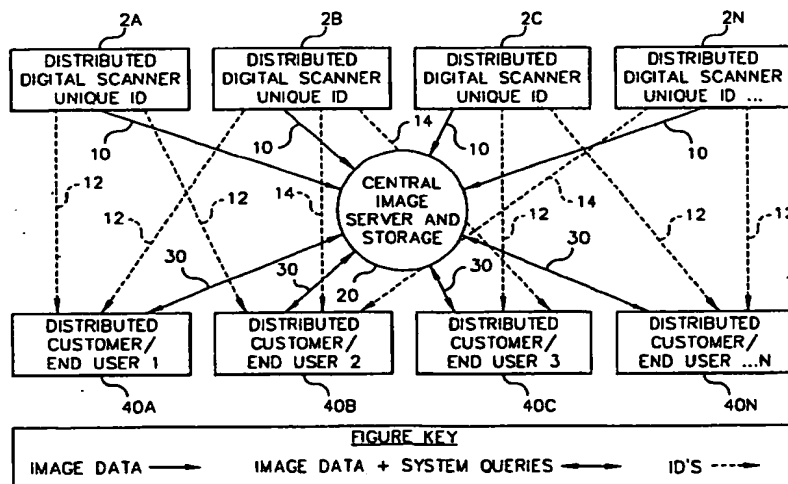 2A 2B 2C 2N
DISTRIBUTED DIGITAL SCANNER UNIQUE ID
DISTRIBUTED DIGITAL SCANNER UNIQUE ID
DISTRIBUTED DIGITAL SCANNER UNIQUE ID
DISTRIBUTED DIGITAL SCANNER UNIQUE ID ...
10 10 14 10 10
CENTRAL
IMAGE
SERVER AND
STORAGE
12 12 12 14 12 14 12 12
30 30 20 30 30
DISTRIBUTED CUSTOMER/ END USER 1
DISTRIBUTED CUSTOMER/ END USER 2
DISTRIBUTED CUSTOMER/ END USER 3
DISTRIBUTED CUSTOMER/ END USER ...N
40A 40B 40C 40N
FIGURE KEY
IMAGE DATA IMAGE DATA + SYSTEM QUERIES ID'S